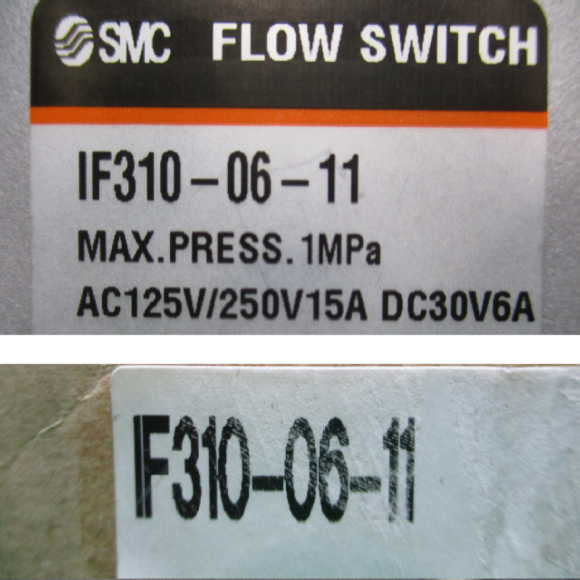 SMC FLOW SWITCH
IF310-06-11
MAX.PRESS.1MPa
AC125V/250V15A DC30V6A
IF310-06-11